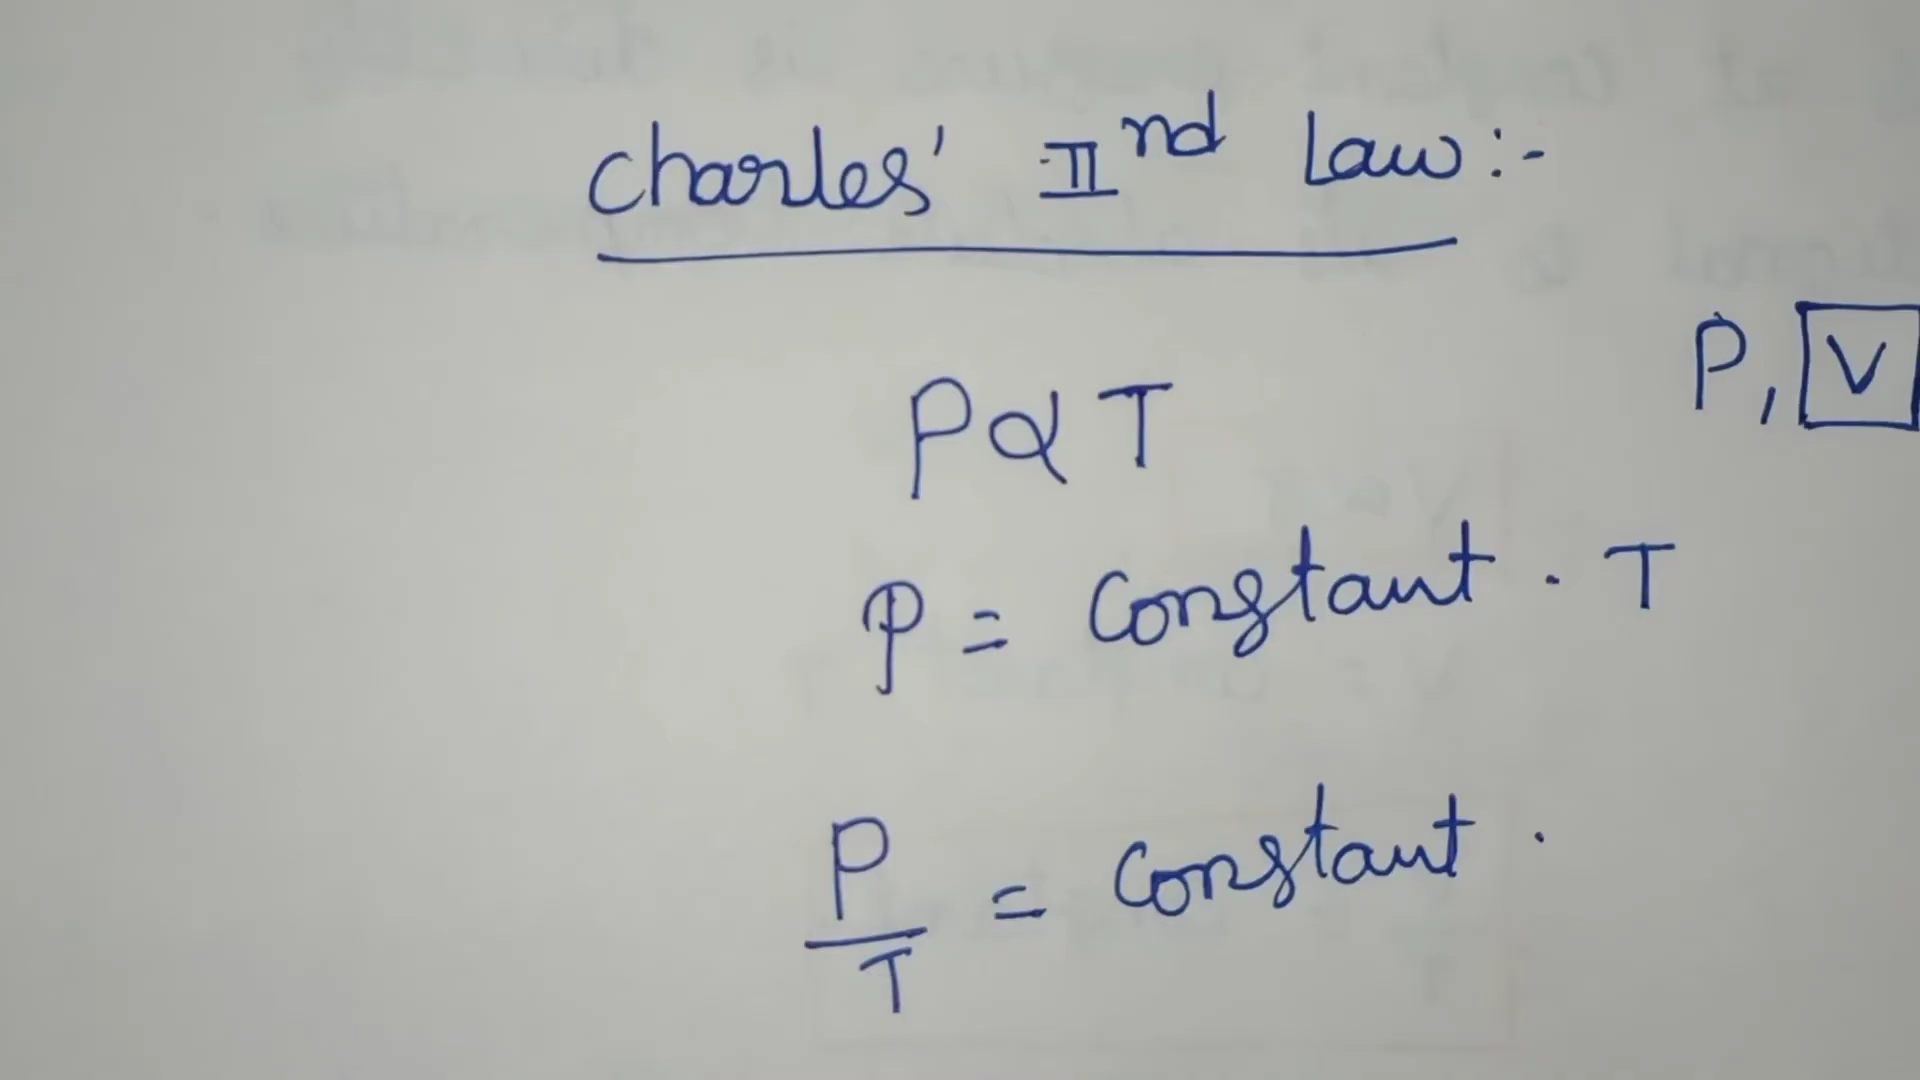 Charles' IInd Law:-
P, V
P ∝ T
P = Constant . T
P/T = Constant .